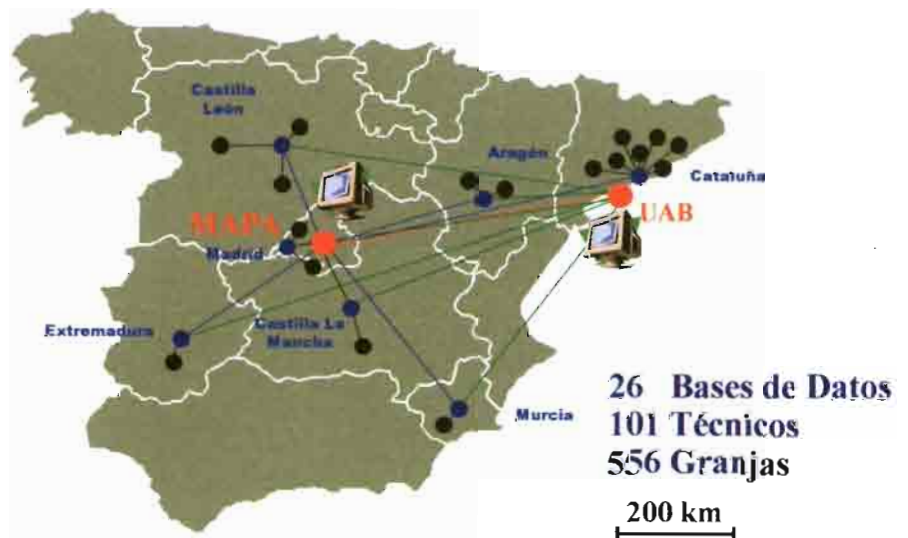 Castilla
León
Aragón
Cataluña
MAPA
UAB
Madrid
Extremadura
Castilla La
Mancha
Murcia
26 Bases de Datos
101 Técnicos
556 Granjas
200 km